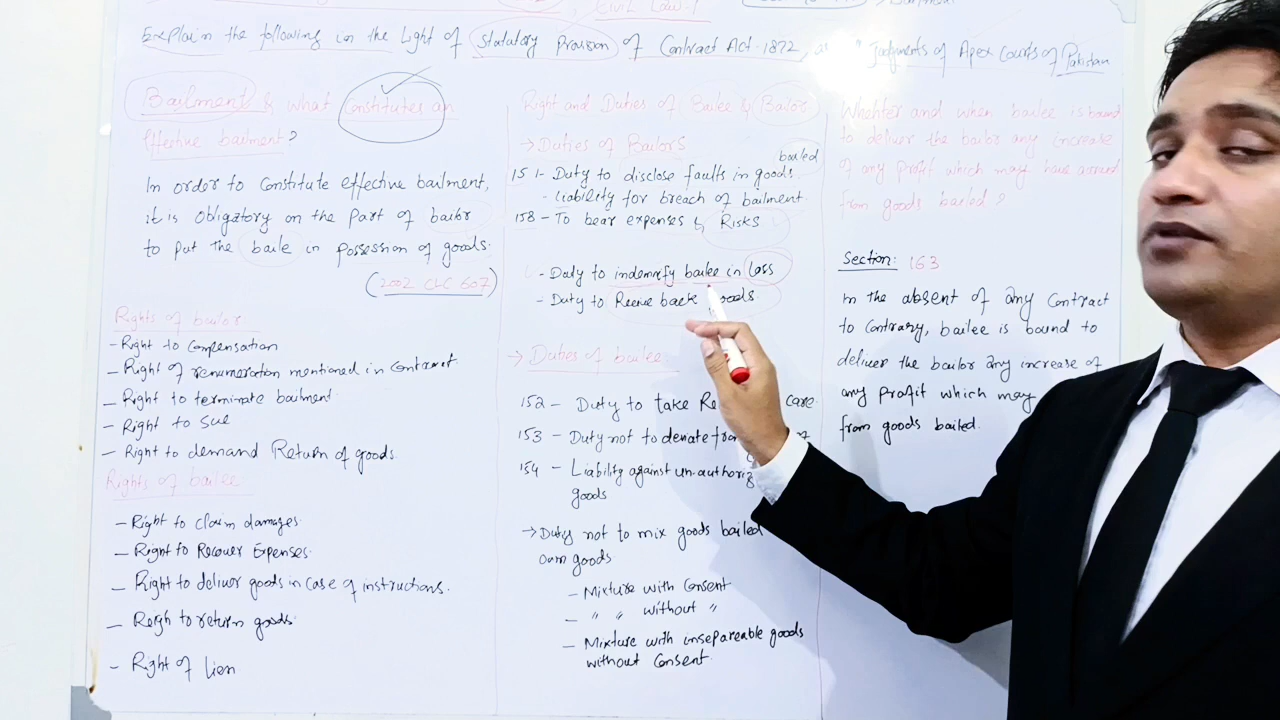 Civil Law-1
Explain the following in the Light of Statutary Provision of Contract Act. 1872, Judgments of Apex Courts of Pakistan
Bailment & what Constitutes an
Effective bailment?
In order to Constitute effective bailment,
it is obligatory on the part of bailor
to put the baile in possession of goods.
(2002 CLC 607)
Rights of bailor
- Right to Compensation
- Right of renumeration mentioned in Contract
- Right to terminate bailment.
- Right to Sue
- Right to demand Return of goods
Rights of bailee
- Right to claim damages
- Right to Recover Expenses
- Right to deliver goods in case of instructions.
- Righ to return goods
- Right of Lien
Right and Duties of Bailee & Bailor
→ Duties of Bailors
bailed
151- Duty to disclose faults in goods
- Liability for breach of bailment
158 - To bear expenses & Risks
- Duty to indemnify bailee in Loss
- Duty to Receive back goods
→ Duties of bailee
152 - Duty to take care
153 - Duty not to
154 - Liability against
goods
→ Duty not to mix goods bailed
own goods
- Mixture with Consent
- " " without "
- Mixture with unsepareable goods
without Consent.
Whehter and when bailee is bound
to deliver the bailor any increase
of any profit which may have accrued
from goods bailed?
Section: 163
In the absent of any Contract
to Contrary, bailee is bound to
deliver the bailor any increase of
any Profit which may
from goods bailed.